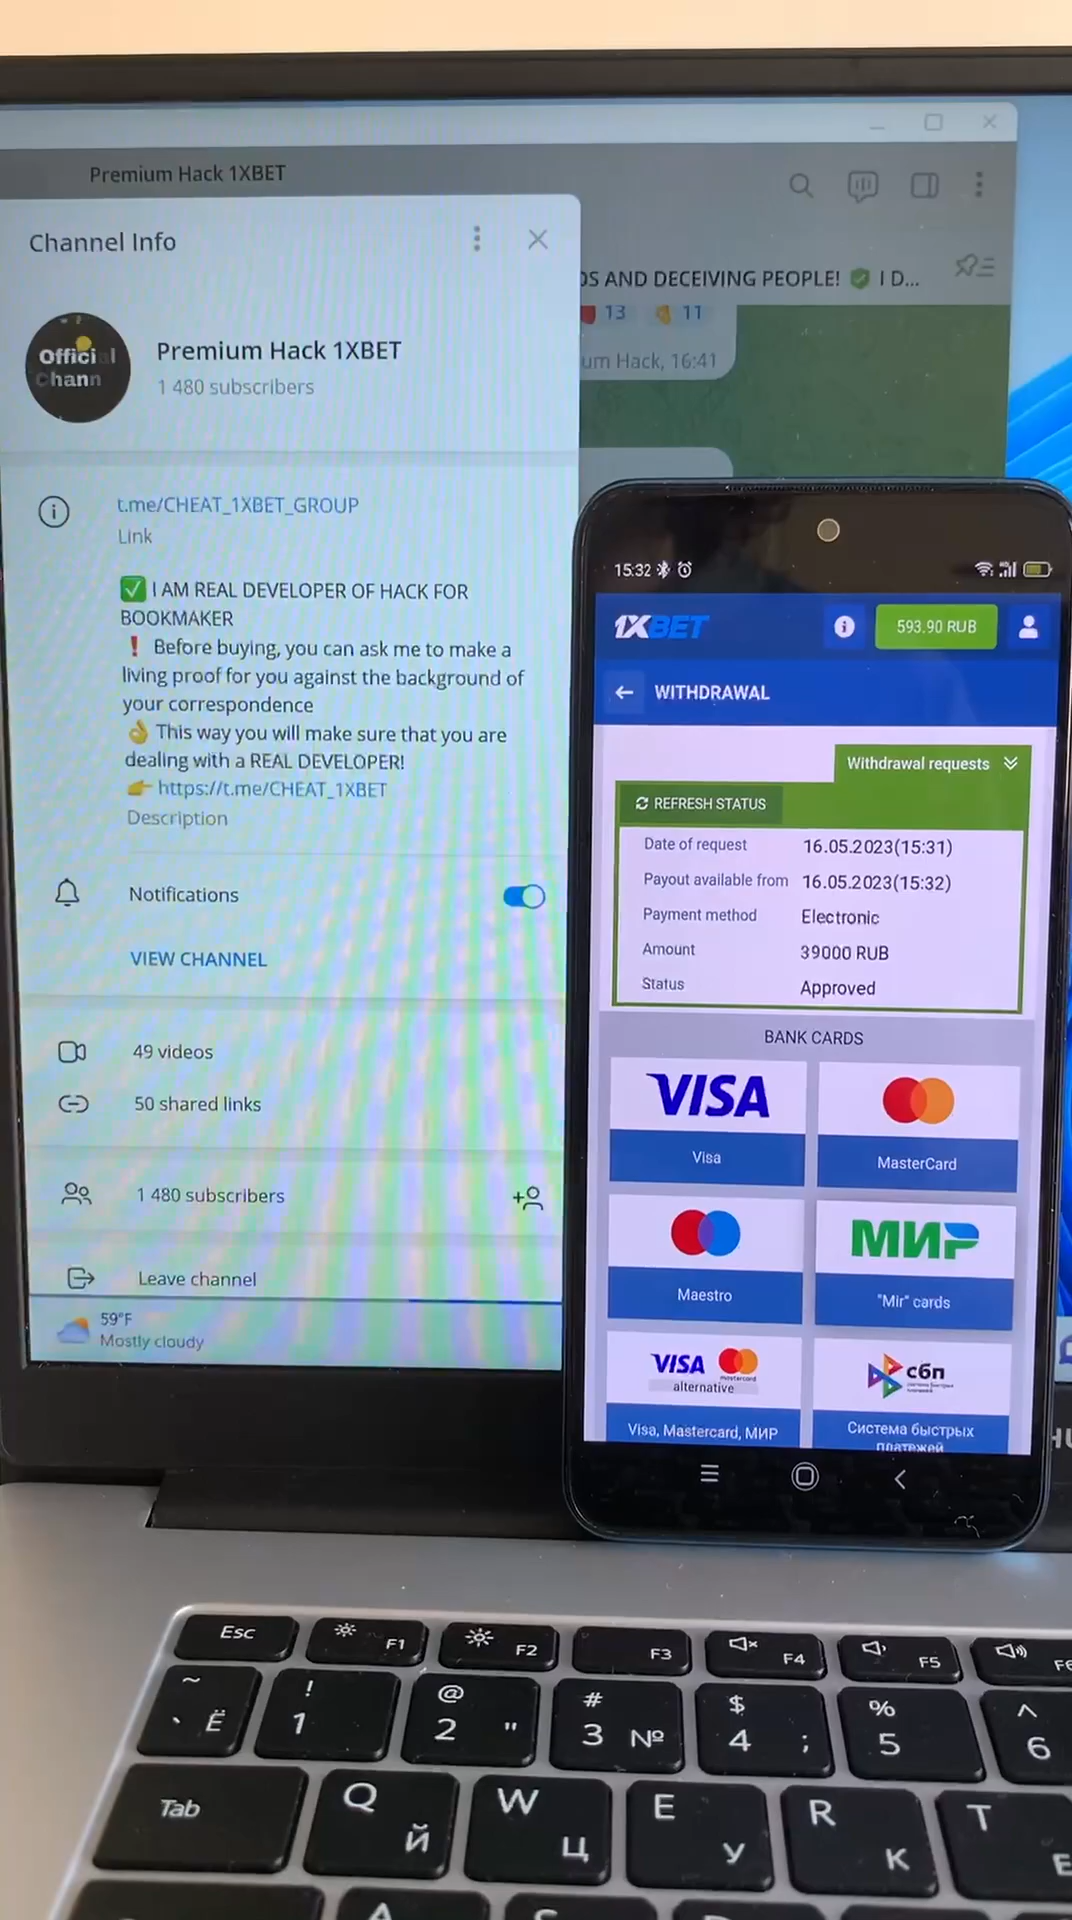 Premium Hack 1XBET
Channel Info
Official
Chann
Premium Hack 1XBET
1 480 subscribers
t.me/CHEAT_1XBET_GROUP
Link
✅ I AM REAL DEVELOPER OF HACK FOR
BOOKMAKER
❗ Before buying, you can ask me to make a
living proof for you against the background of
your correspondence
👌 This way you will make sure that you are
dealing with a REAL DEVELOPER!
👉 https://t.me/CHEAT_1XBET
Description
Notifications
VIEW CHANNEL
49 videos
50 shared links
1 480 subscribers
Leave channel
59°F
Mostly cloudy
AND DECEIVING PEOPLE! I D...
13 11
Hack, 16:41
15:32
1XBET
593.90 RUB
WITHDRAWAL
Withdrawal requests
REFRESH STATUS
Date of request 16.05.2023(15:31)
Payout available from 16.05.2023(15:32)
Payment method Electronic
Amount 39000 RUB
Status Approved
BANK CARDS
VISA
Visa
MasterCard
Maestro
МИР
"Mir" cards
VISA mastercard
alternative
Visa, Mastercard, МИР
сбп
Система быстрых
платежей
Esc F1 F2 F3 F4 F5 F6
~ ` Ё ! 1 @ 2 " # 3 № $ 4 ; % 5 ^ 6
Tab Q Й W Ц E У R К T Е
A